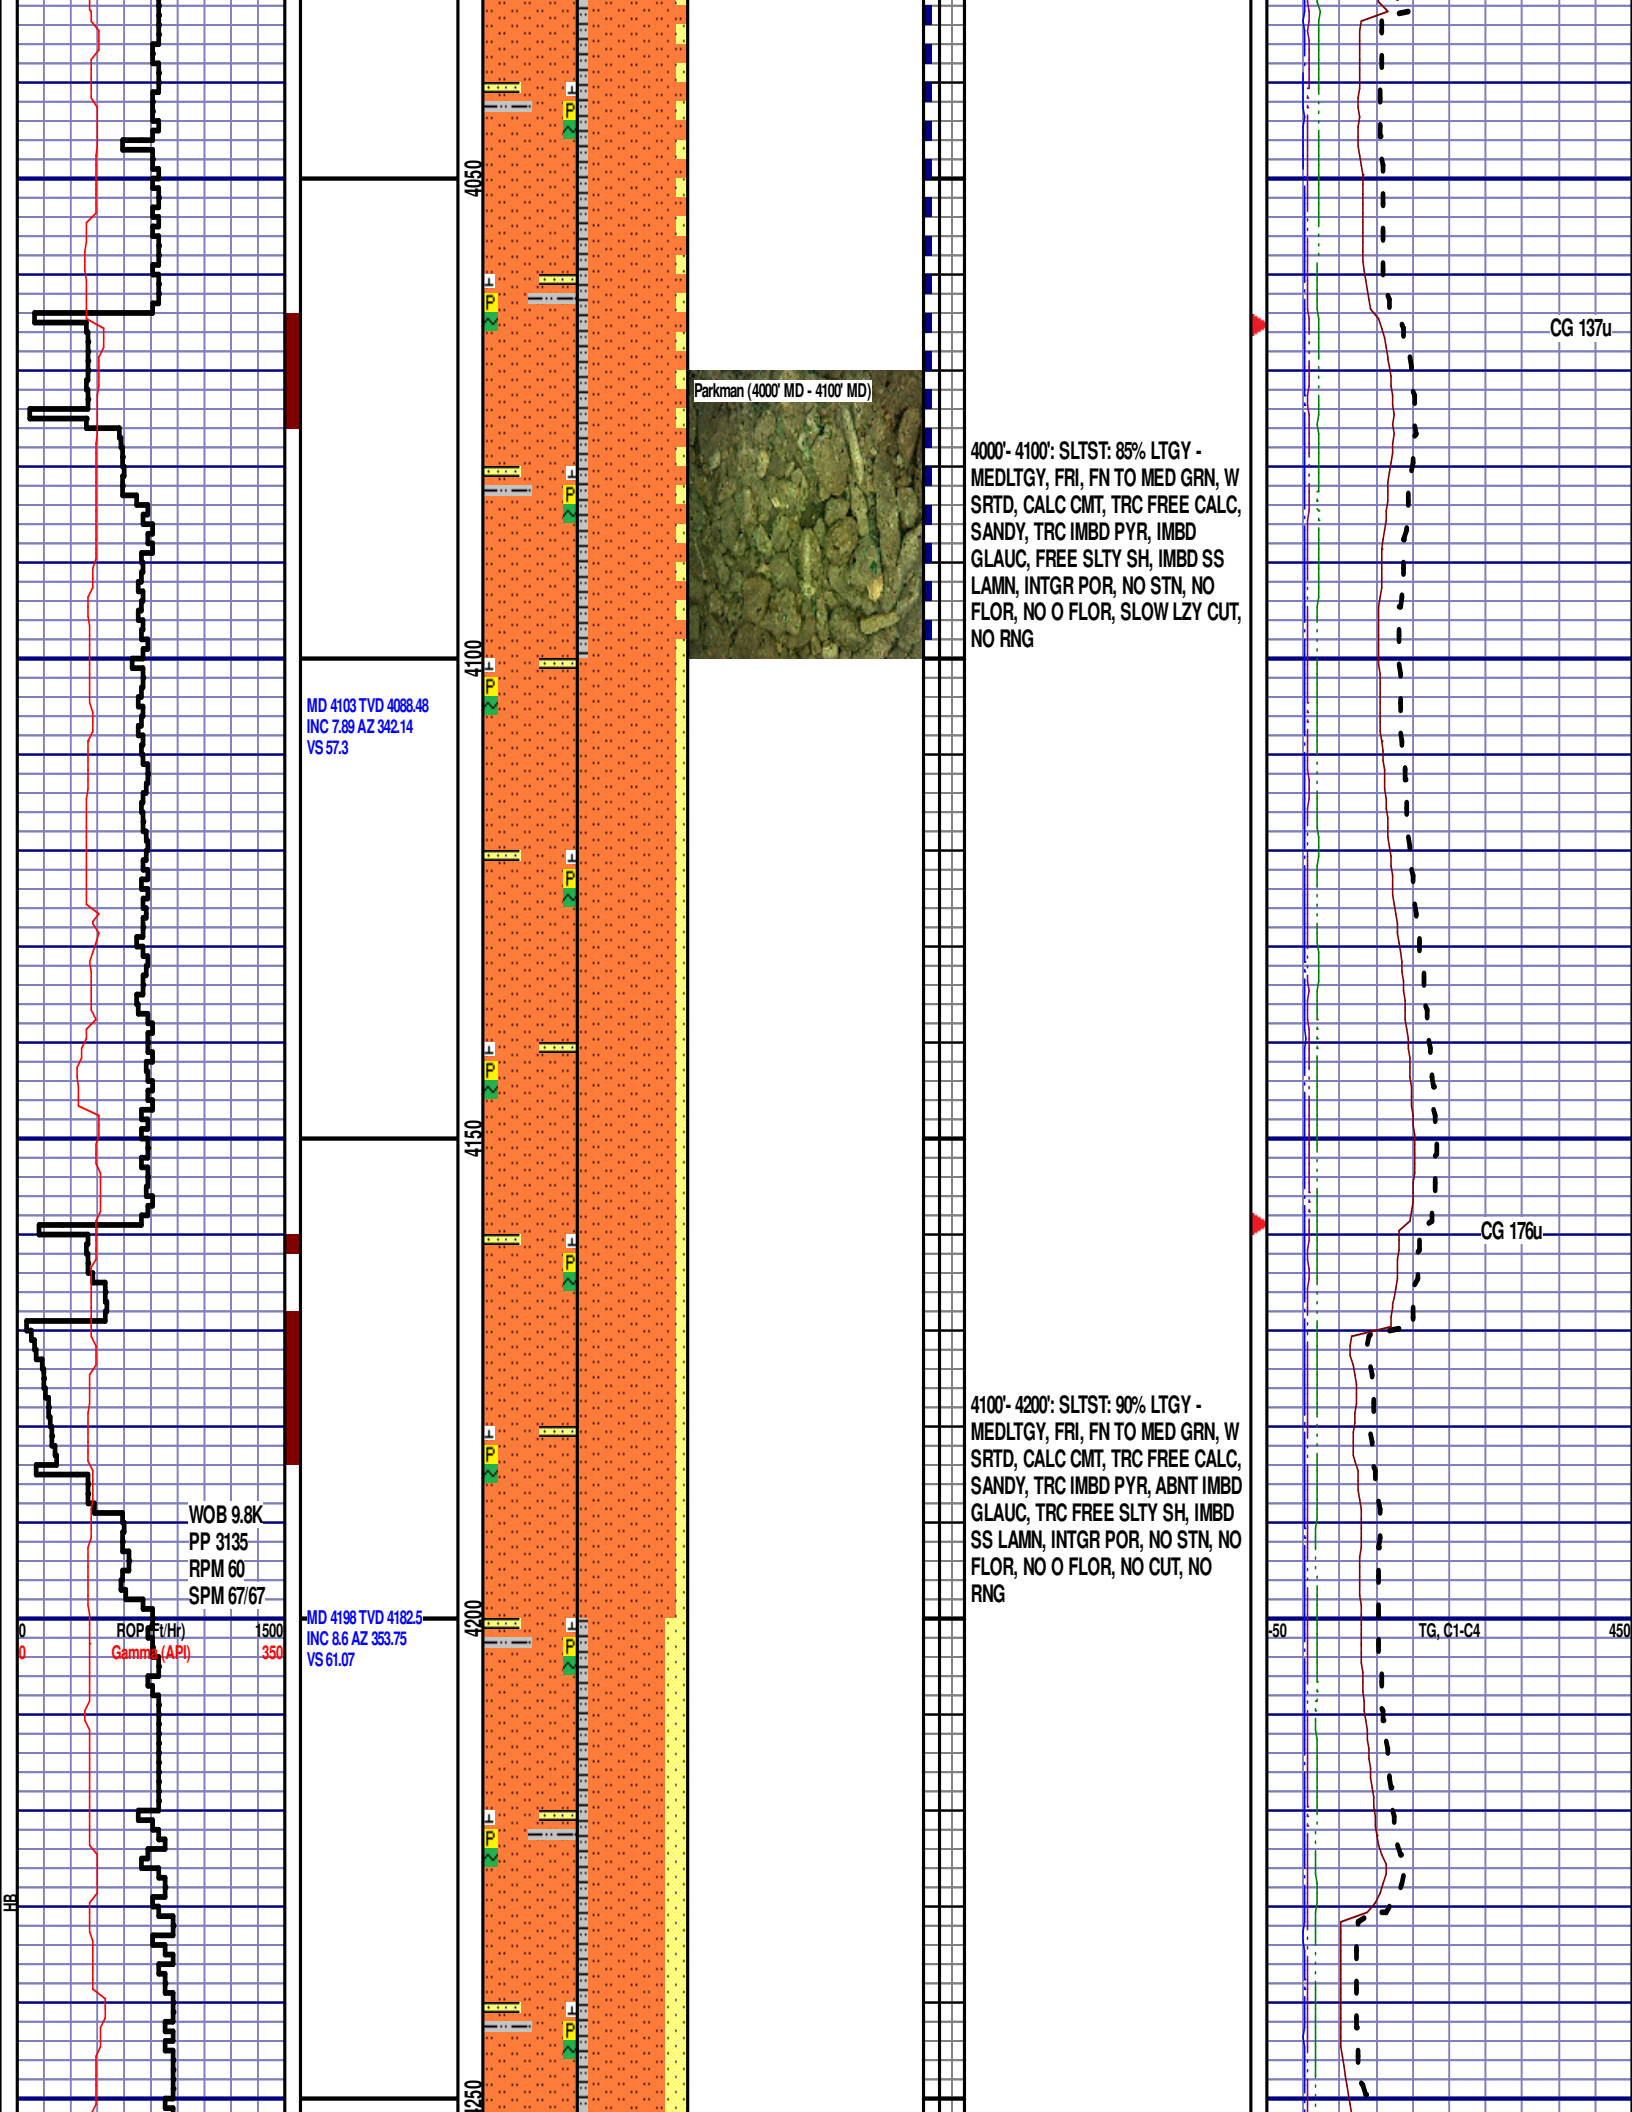 4050
CG 137u
Parkman (4000' MD - 4100' MD)
4000'- 4100': SLTST: 85% LTGY -
MEDLTGY, FRI, FN TO MED GRN, W
SRTD, CALC CMT, TRC FREE CALC,
SANDY, TRC IMBD PYR, IMBD
GLAUC, FREE SLTY SH, IMBD SS
LAMN, INTGR POR, NO STN, NO
FLOR, NO O FLOR, SLOW LZY CUT,
NO RNG
4100
MD 4103 TVD 4088.48
INC 7.89 AZ 342.14
VS 57.3
4150
CG 176u
4100'- 4200': SLTST: 90% LTGY -
MEDLTGY, FRI, FN TO MED GRN, W
SRTD, CALC CMT, TRC FREE CALC,
SANDY, TRC IMBD PYR, ABNT IMBD
GLAUC, TRC FREE SLTY SH, IMBD
SS LAMN, INTGR POR, NO STN, NO
FLOR, NO O FLOR, NO CUT, NO
RNG
WOB 9.8K
PP 3135
RPM 60
SPM 67/67
0 ROP (Ft/Hr) 1500
0 Gamma (API) 350
MD 4198 TVD 4182.5
INC 8.6 AZ 353.75
VS 61.07
4200
-50 TG, C1-C4 450
HB
4250
P
P
P
P
P
P
P
P
P
P
P